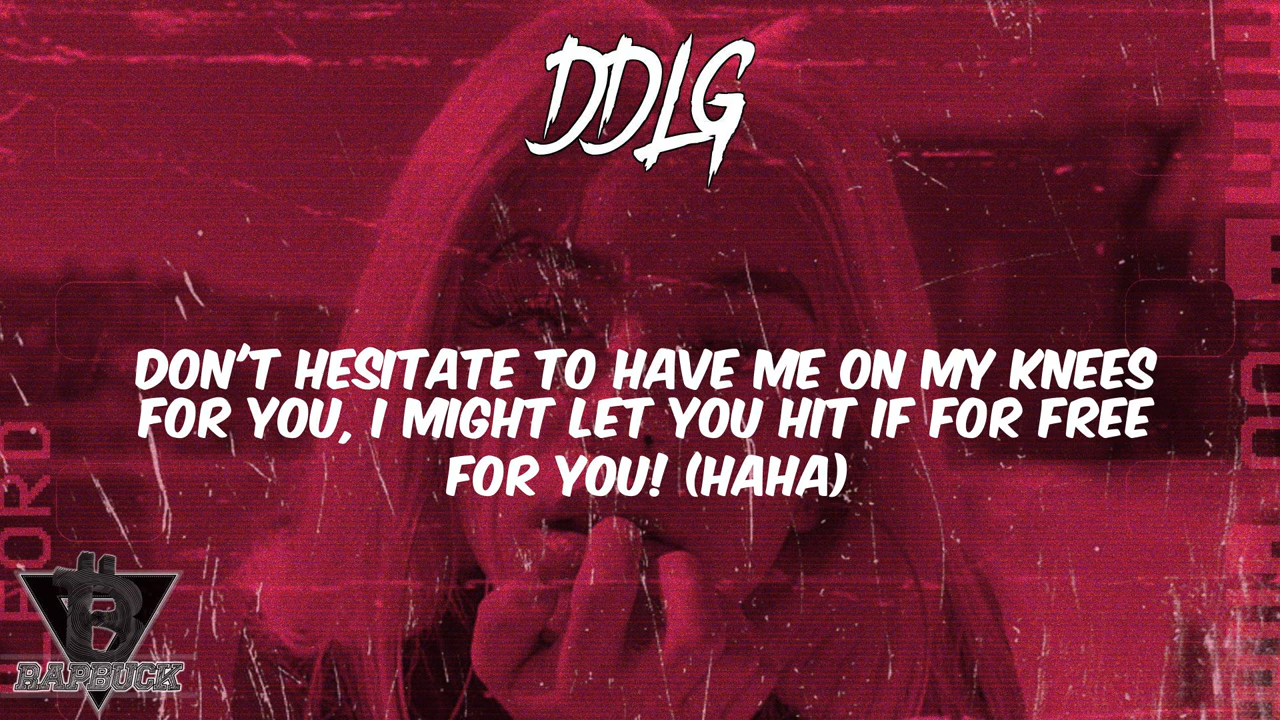 DDLG
DON'T HESITATE TO HAVE ME ON MY KNEES
FOR YOU, I MIGHT LET YOU HIT IF FOR FREE
FOR YOU! (HAHA)
RAPBUCK